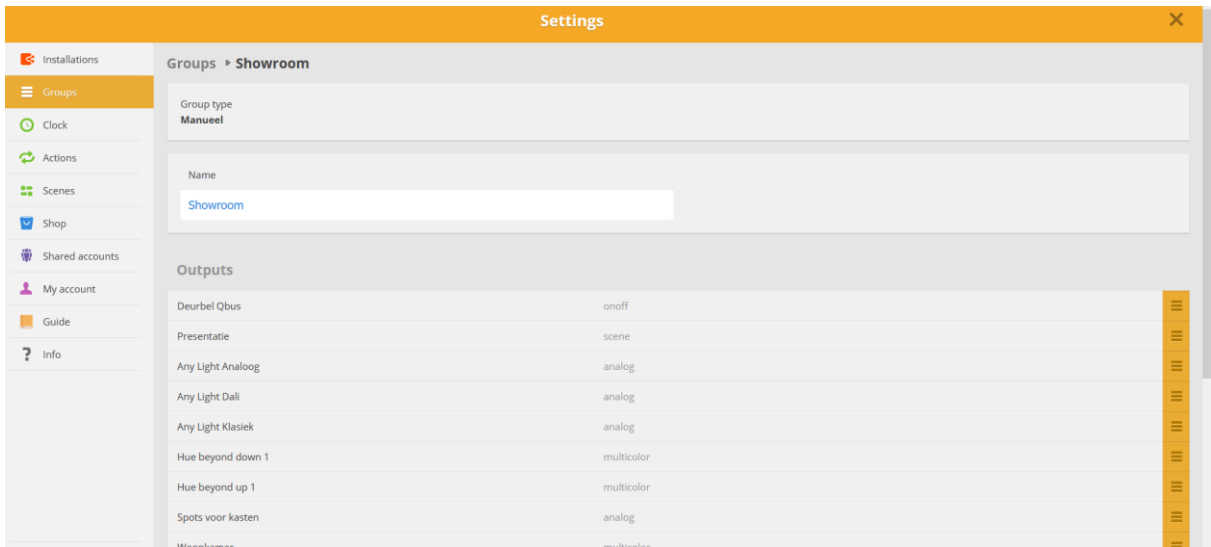 Settings
Installations
Groups
Clock
Actions
Scenes
Shop
Shared accounts
My account
Guide
? Info
Groups ▸ Showroom
Group type
Manueel
Name
Showroom
Outputs
Deurbel Qbus onoff
Presentatie scene
Any Light Analoog analog
Any Light Dali analog
Any Light Klasiek analog
Hue beyond down 1 multicolor
Hue beyond up 1 multicolor
Spots voor kasten analog
Woonkamer multicolor